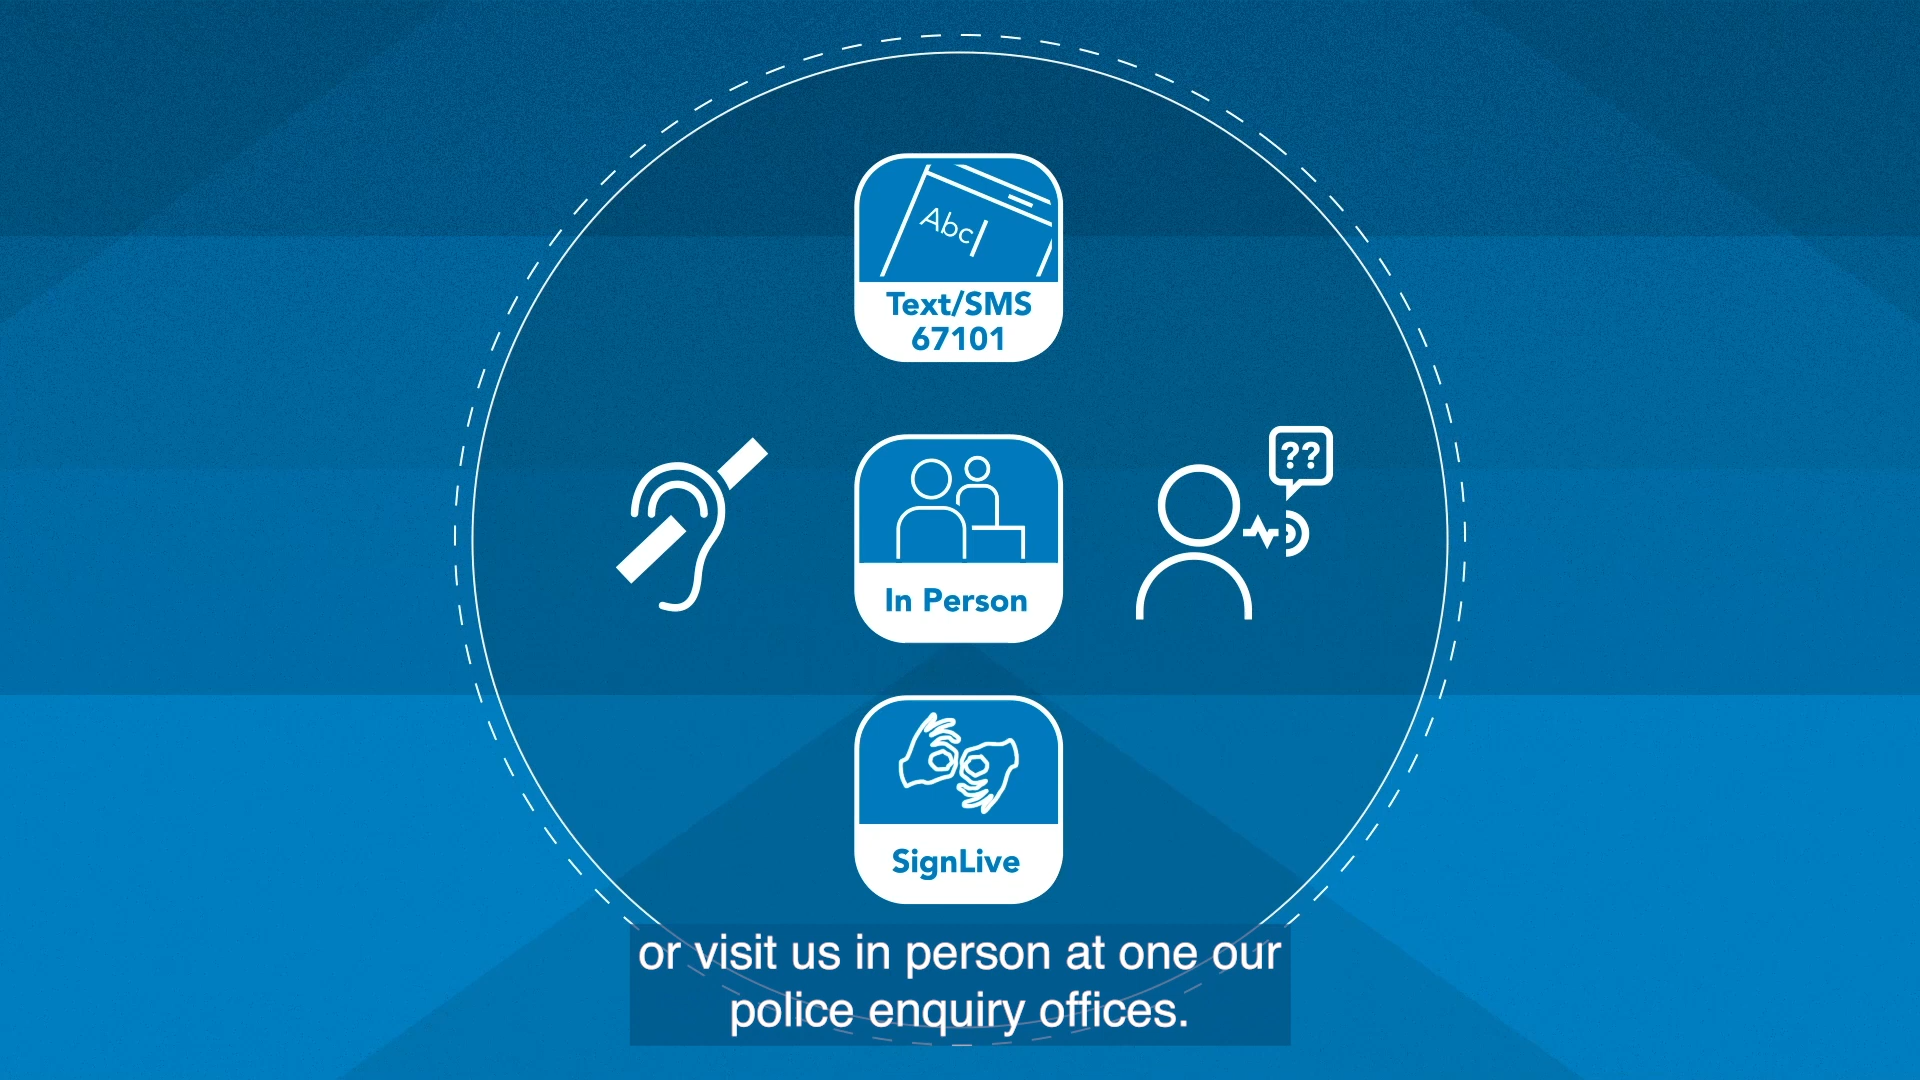 Abc
Text/SMS
67101
??
In Person
SignLive
or visit us in person at one our
police enquiry offices.